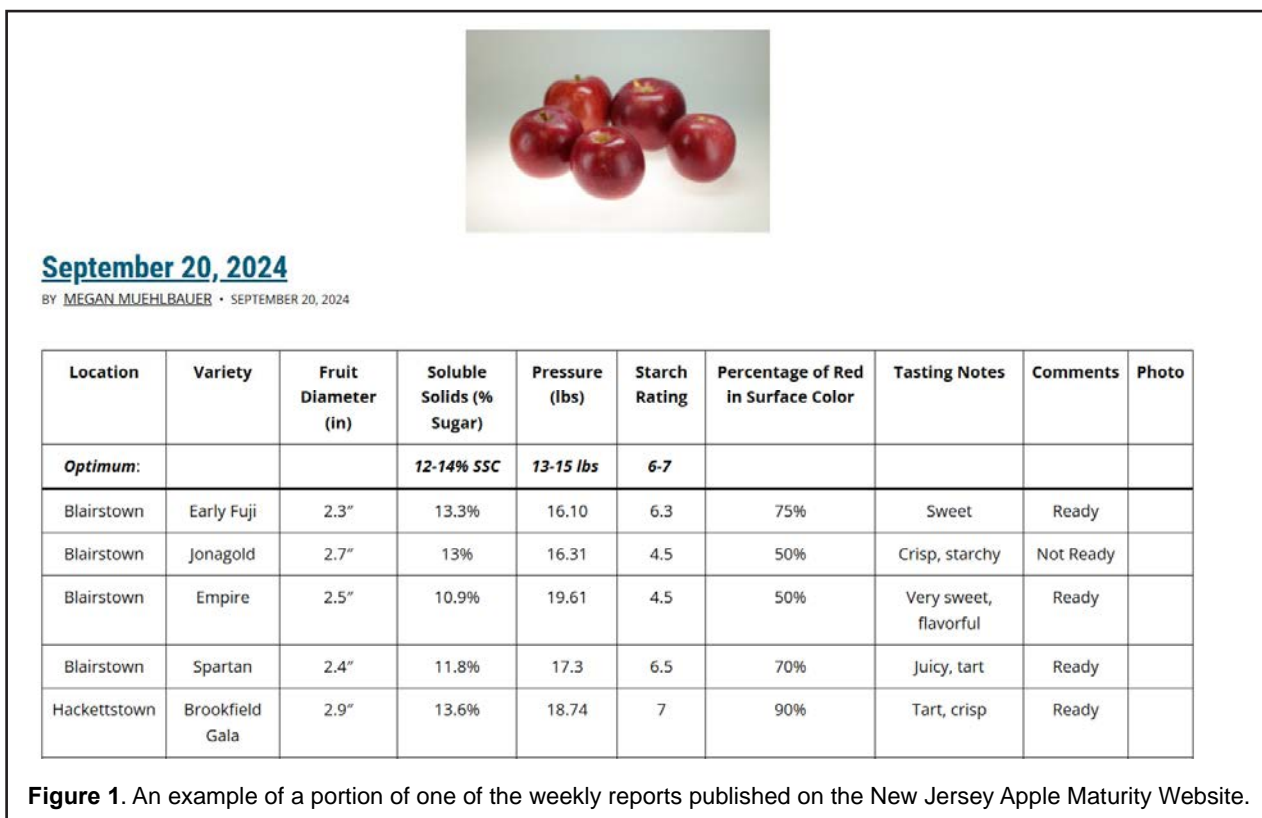 September 20, 2024
BY MEGAN MUEHLBAUER • SEPTEMBER 20, 2024
Location Variety Fruit Diameter (in) Soluble Solids (% Sugar) Pressure (lbs) Starch Rating Percentage of Red in Surface Color Tasting Notes Comments Photo
Optimum: 12-14% SSC 13-15 lbs 6-7
Blairstown Early Fuji 2.3″ 13.3% 16.10 6.3 75% Sweet Ready
Blairstown Jonagold 2.7″ 13% 16.31 4.5 50% Crisp, starchy Not Ready
Blairstown Empire 2.5″ 10.9% 19.61 4.5 50% Very sweet, flavorful Ready
Blairstown Spartan 2.4″ 11.8% 17.3 6.5 70% Juicy, tart Ready
Hackettstown Brookfield Gala 2.9″ 13.6% 18.74 7 90% Tart, crisp Ready
Figure 1. An example of a portion of one of the weekly reports published on the New Jersey Apple Maturity Website.